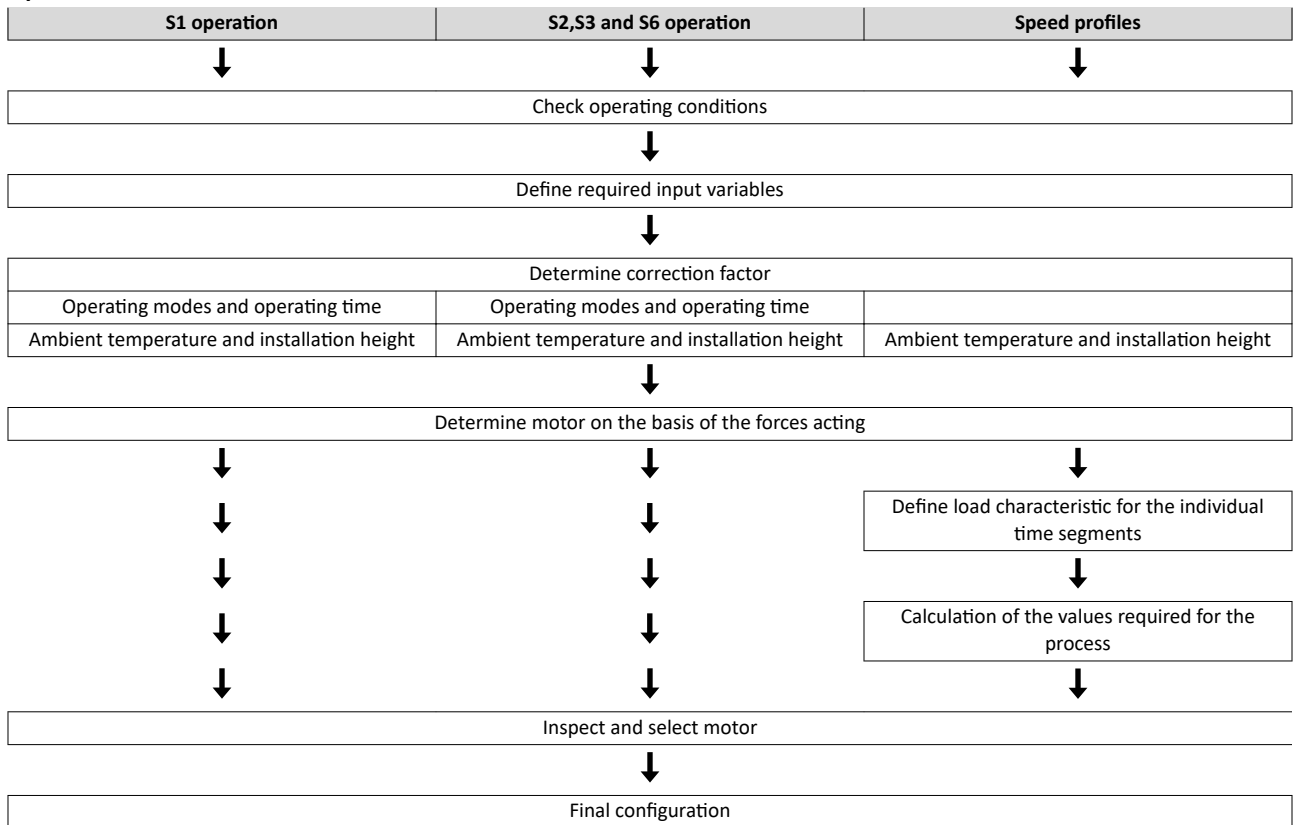 S1 operation
S2,S3 and S6 operation
Speed profiles
Check operating conditions
Define required input variables
Determine correction factor
Operating modes and operating time
Operating modes and operating time
Ambient temperature and installation height
Ambient temperature and installation height
Ambient temperature and installation height
Determine motor on the basis of the forces acting
Define load characteristic for the individual
time segments
Calculation of the values required for the
process
Inspect and select motor
Final configuration